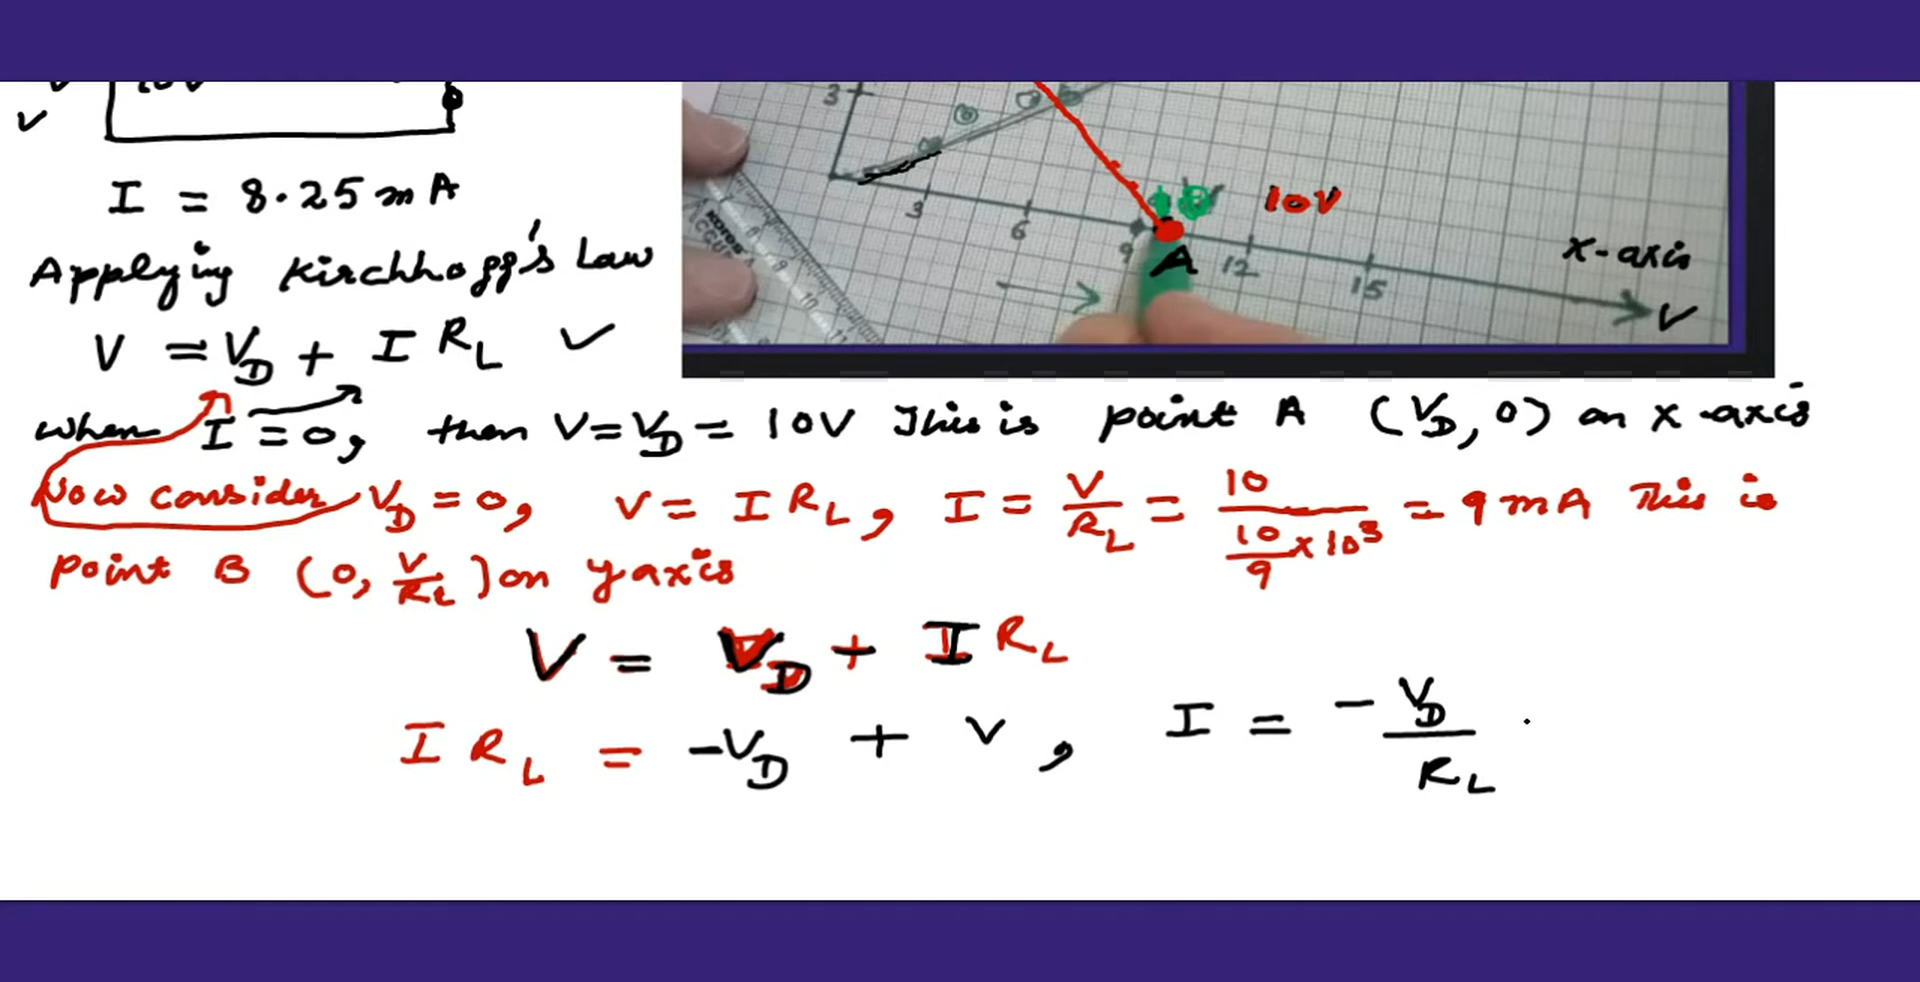 10V
V
I = 8.25 mA
Applying Kirchhoff's Law
V = V_D + I R_L ✓
when I = 0, then V = V_D = 10V This is point A (V_D, 0) on x-axis
Now consider V_D = 0, V = I R_L, I = V/R_L = 10/(10/9 × 10³) = 9 mA This is
point B (0, V/R_L) on y axis
V = V_D + I R_L
I R_L = -V_D + V, I = - V_D/R_L
3
3 6 9 12 15
10V
A
x-axis
V